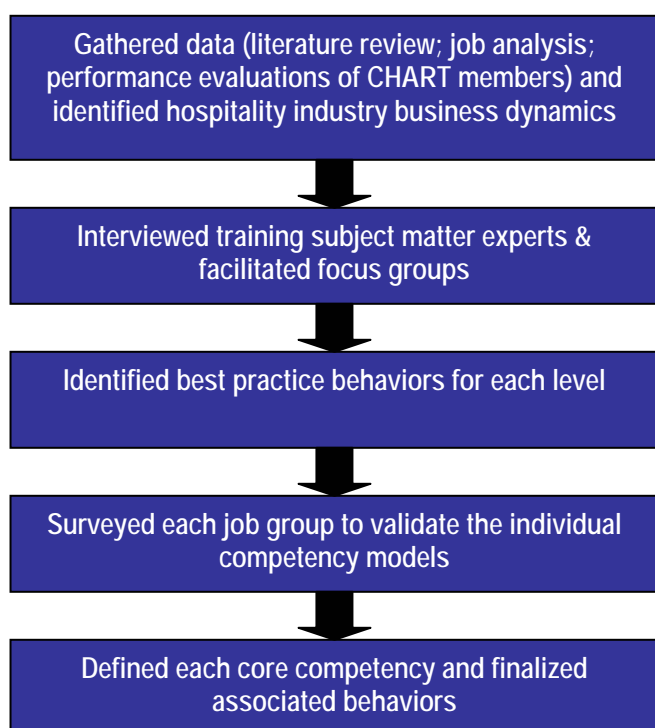 Gathered data (literature review; job analysis;
performance evaluations of CHART members) and
identified hospitality industry business dynamics
Interviewed training subject matter experts &
facilitated focus groups
Identified best practice behaviors for each level
Surveyed each job group to validate the individual
competency models
Defined each core competency and finalized
associated behaviors